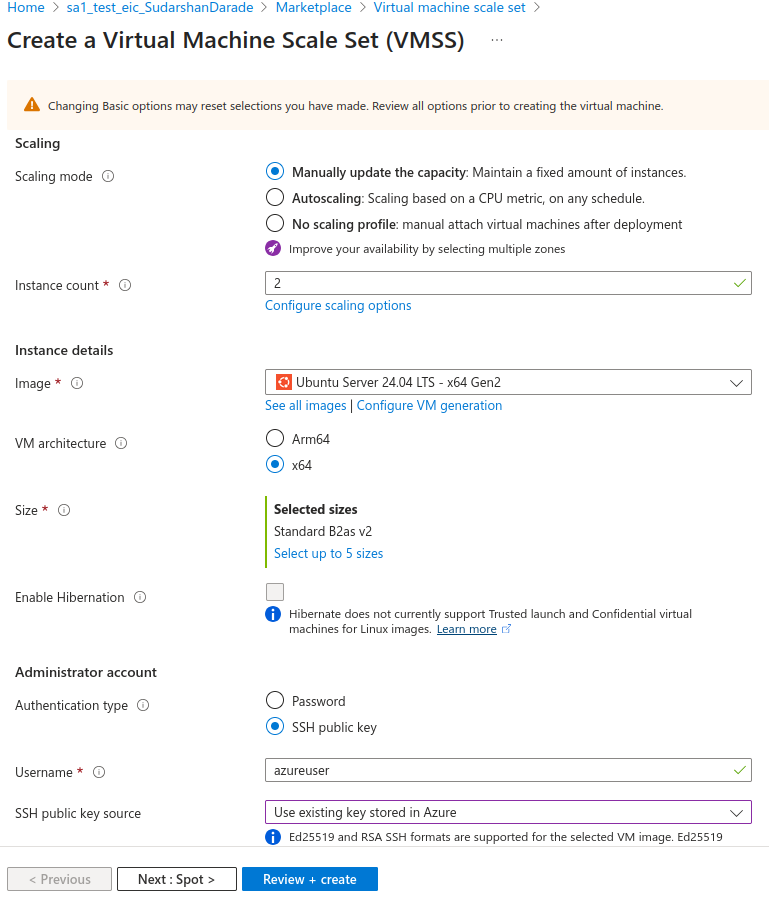 Home > sa1_test_eic_SudarshanDarade > Marketplace > Virtual machine scale set >
Create a Virtual Machine Scale Set (VMSS) ...
Changing Basic options may reset selections you have made. Review all options prior to creating the virtual machine.
Scaling
Scaling mode
Manually update the capacity: Maintain a fixed amount of instances.
Autoscaling: Scaling based on a CPU metric, on any schedule.
No scaling profile: manual attach virtual machines after deployment
Improve your availability by selecting multiple zones
Instance count *
2
Configure scaling options
Instance details
Image *
Ubuntu Server 24.04 LTS - x64 Gen2
See all images | Configure VM generation
VM architecture
Arm64
x64
Size *
Selected sizes
Standard B2as v2
Select up to 5 sizes
Enable Hibernation
Hibernate does not currently support Trusted launch and Confidential virtual
machines for Linux images. Learn more
Administrator account
Authentication type
Password
SSH public key
Username *
azureuser
SSH public key source
Use existing key stored in Azure
Ed25519 and RSA SSH formats are supported for the selected VM image. Ed25519
< Previous
Next : Spot >
Review + create